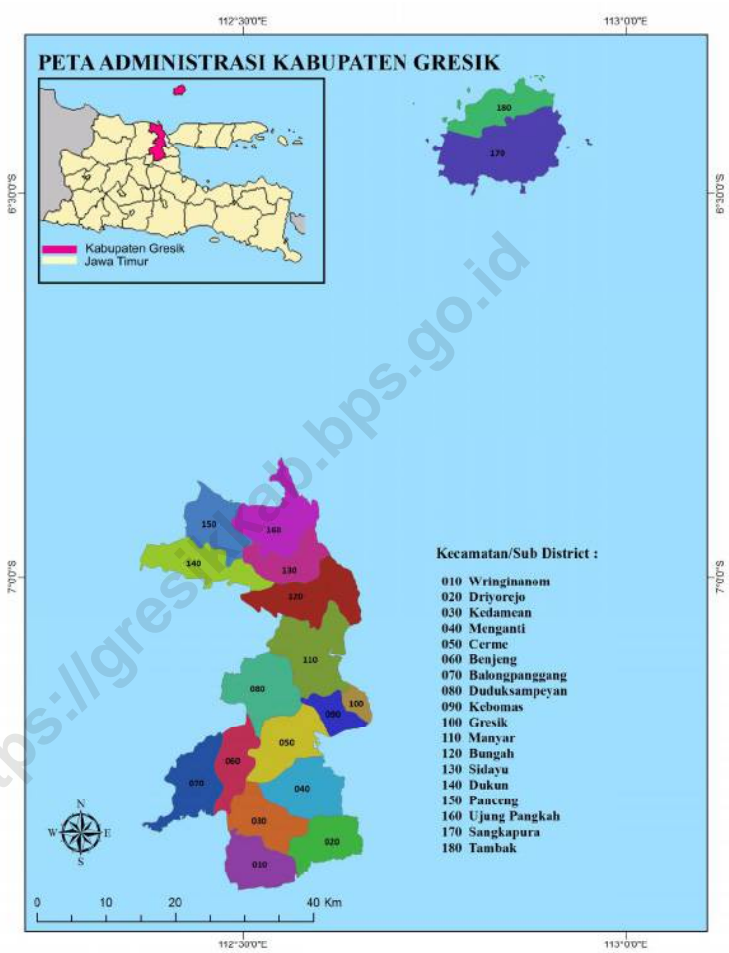 112°30'0"E 113°0'0"E
PETA ADMINISTRASI KABUPATEN GRESIK
Kabupaten Gresik
Jawa Timur
180
170
6°30'0"S 6°30'0"S
https://gresikkab.bps.go.id
150
160
140
130
120
110
080
100
090
050
060
070
040
030
020
010
7°0'0"S 7°0'0"S
Kecamatan/Sub District :
010 Wringinanom
020 Driyorejo
030 Kedamean
040 Menganti
050 Cerme
060 Benjeng
070 Balongpanggang
080 Duduksampeyan
090 Kebomas
100 Gresik
110 Manyar
120 Bungah
130 Sidayu
140 Dukun
150 Panceng
160 Ujung Pangkah
170 Sangkapura
180 Tambak
N
W E
S
0 10 20 40 Km
112°30'0"E 113°0'0"E